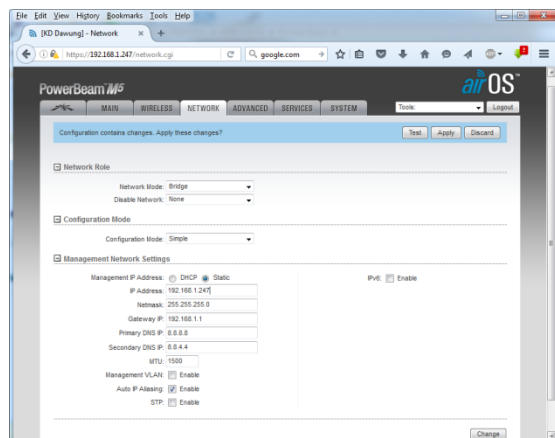 File Edit View History Bookmarks Tools Help
[KD Dawung] - Network
https://192.168.1.247/network.cgi
google.com
PowerBeam M5
airOS
MAIN WIRELESS NETWORK ADVANCED SERVICES SYSTEM Tools: Logout
Configuration contains changes. Apply these changes? Test Apply Discard
Network Role
Network Mode: Bridge
Disable Network: None
Configuration Mode
Configuration Mode: Simple
Management Network Settings
Management IP Address: DHCP Static IPv6: Enable
IP Address: 192.168.1.247
Netmask: 255.255.255.0
Gateway IP: 192.168.1.1
Primary DNS IP: 8.8.8.8
Secondary DNS IP: 8.8.4.4
MTU: 1500
Management VLAN: Enable
Auto IP Aliasing: Enable
STP: Enable
Change